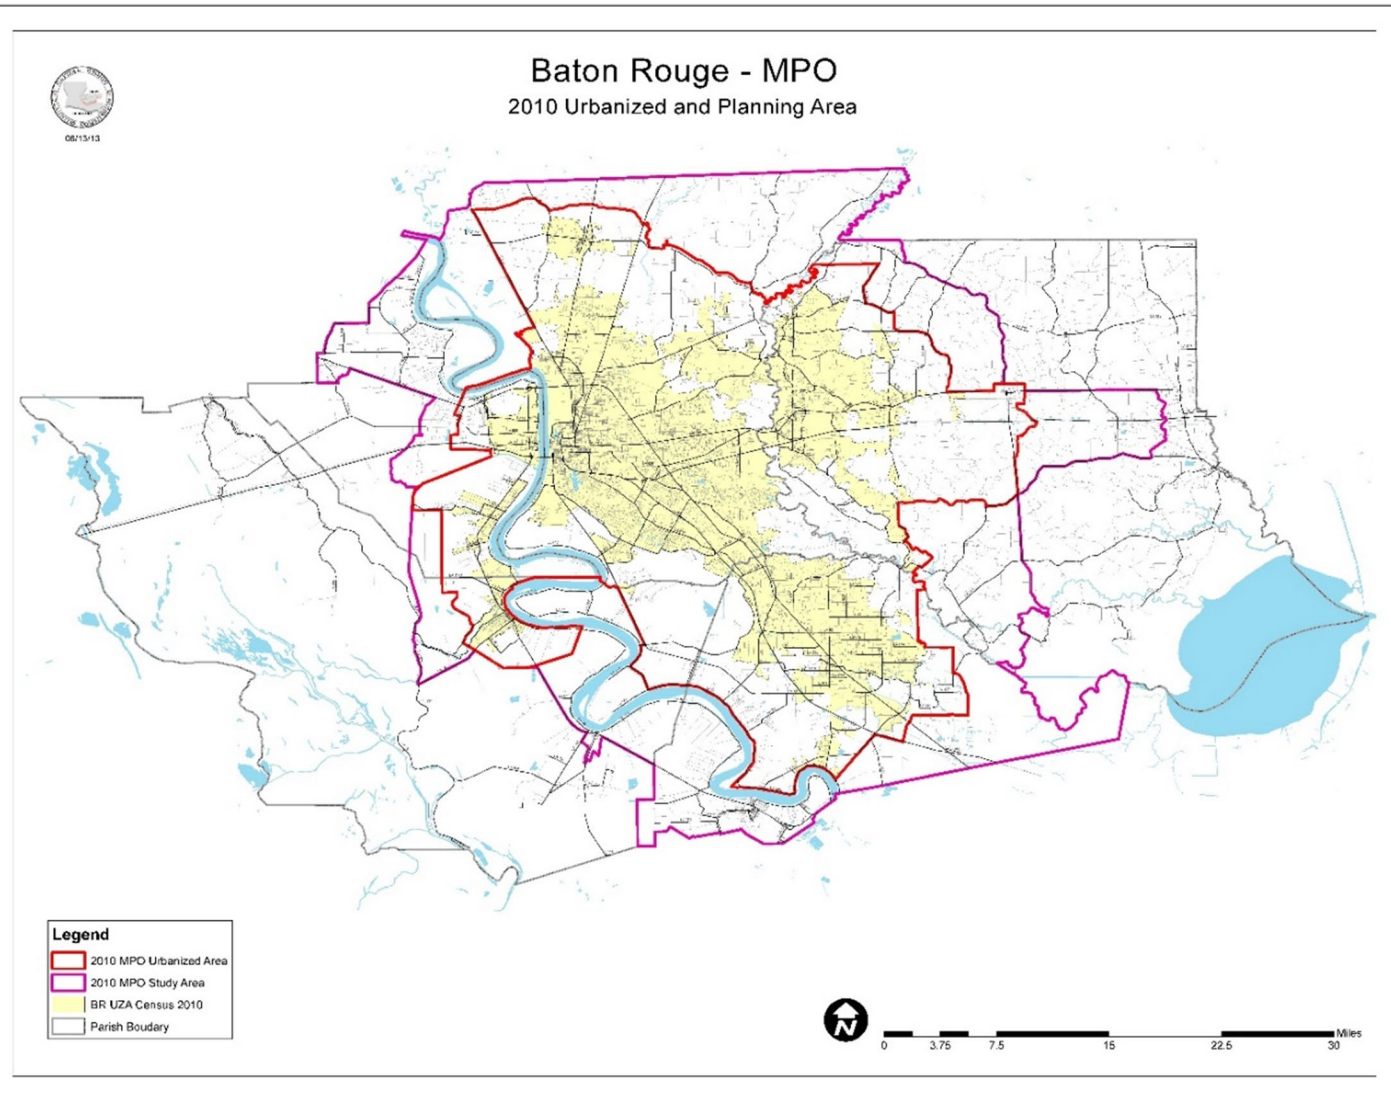 Baton Rouge - MPO
2010 Urbanized and Planning Area
08/13/13
Legend
2010 MPO Urbanized Area
2010 MPO Study Area
BR UZA Census 2010
Parish Boudary
N
Miles
0 3.75 7.5 15 22.5 30